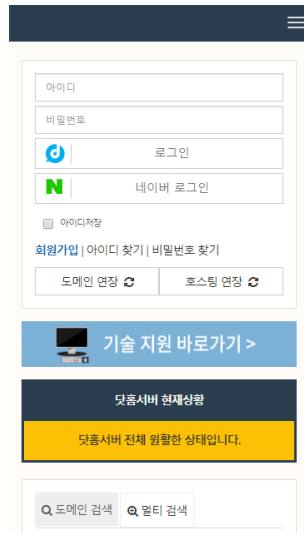 아이디
비밀번호
로그인
N 네이버 로그인
아이디저장
회원가입 | 아이디 찾기 | 비밀번호 찾기
도메인 연장 호스팅 연장
기술 지원 바로가기 >
닷홈서버 현재상황
닷홈서버 전체 원활한 상태입니다.
도메인 검색 멀티 검색